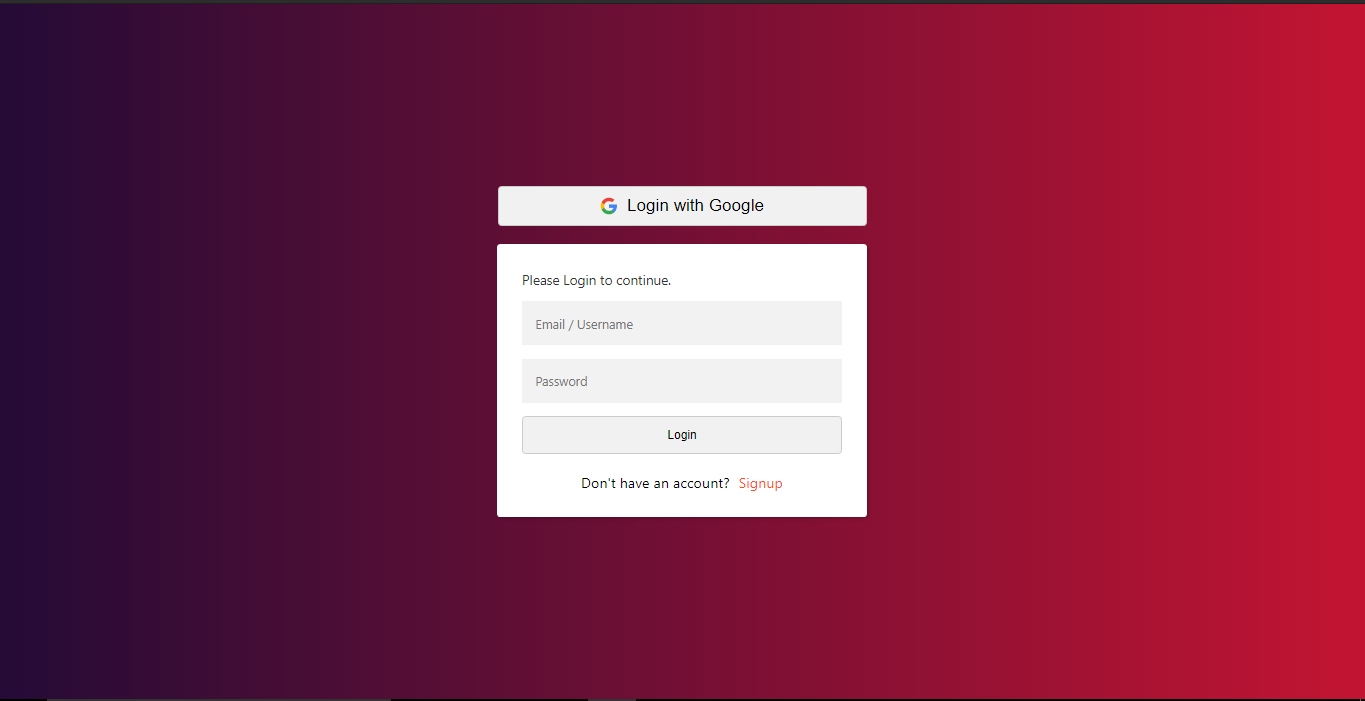 Login with Google
Please Login to continue.
Email / Username
Password
Login
Don't have an account? Signup